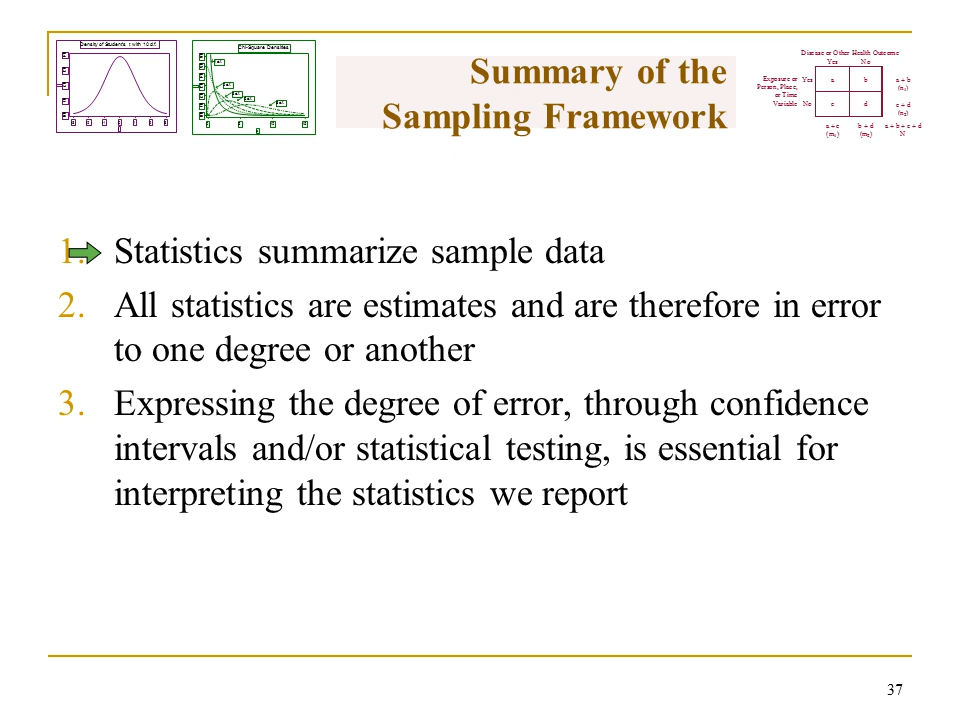 Density of Students t with 10 d.f.
Chi-Square Densities
Summary of the
Sampling Framework
Disease or Other Health Outcome
Yes No
Exposure or Yes a b a + b
Person, Place, (n₁)
or Time
Variable No c d c + d
(n₂)
a + c b + d a + b + c + d
(m₁) (m₂) N
1. Statistics summarize sample data
2. All statistics are estimates and are therefore in error
to one degree or another
3. Expressing the degree of error, through confidence
intervals and/or statistical testing, is essential for
interpreting the statistics we report
37